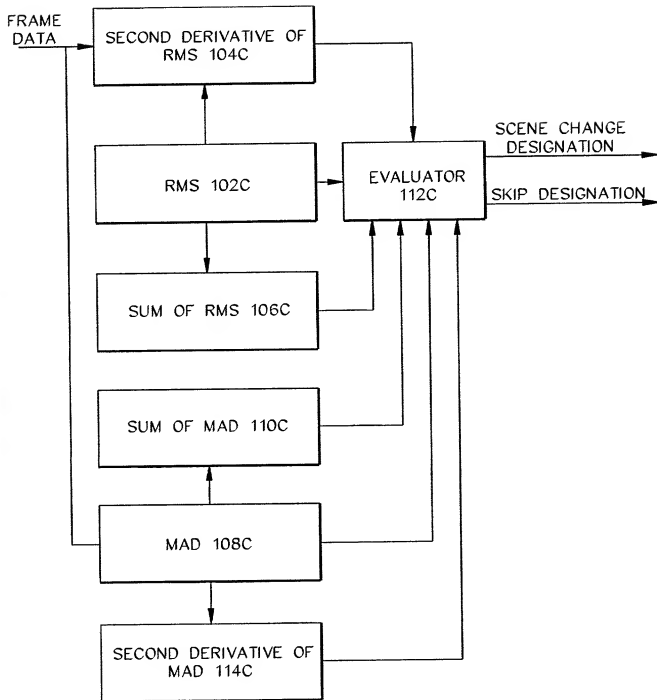 FRAME
DATA
SECOND DERIVATIVE OF
RMS 104C
RMS 102C
EVALUATOR
112C
SCENE CHANGE
DESIGNATION
SKIP DESIGNATION
SUM OF RMS 106C
SUM OF MAD 110C
MAD 108C
SECOND DERIVATIVE OF
MAD 114C